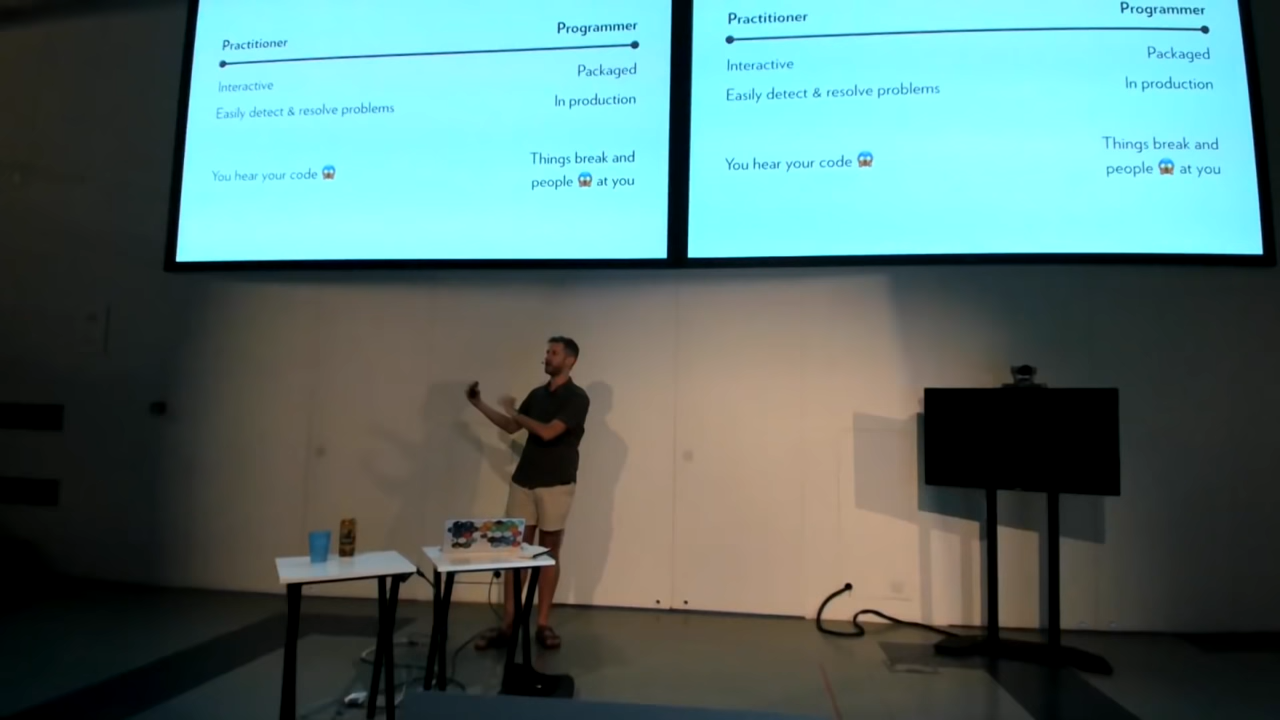 Practitioner
Programmer
Interactive
Packaged
Easily detect & resolve problems
In production
You hear your code 😱
Things break and
people 😱 at you
Practitioner
Programmer
Interactive
Packaged
Easily detect & resolve problems
In production
You hear your code 😱
Things break and
people 😱 at you